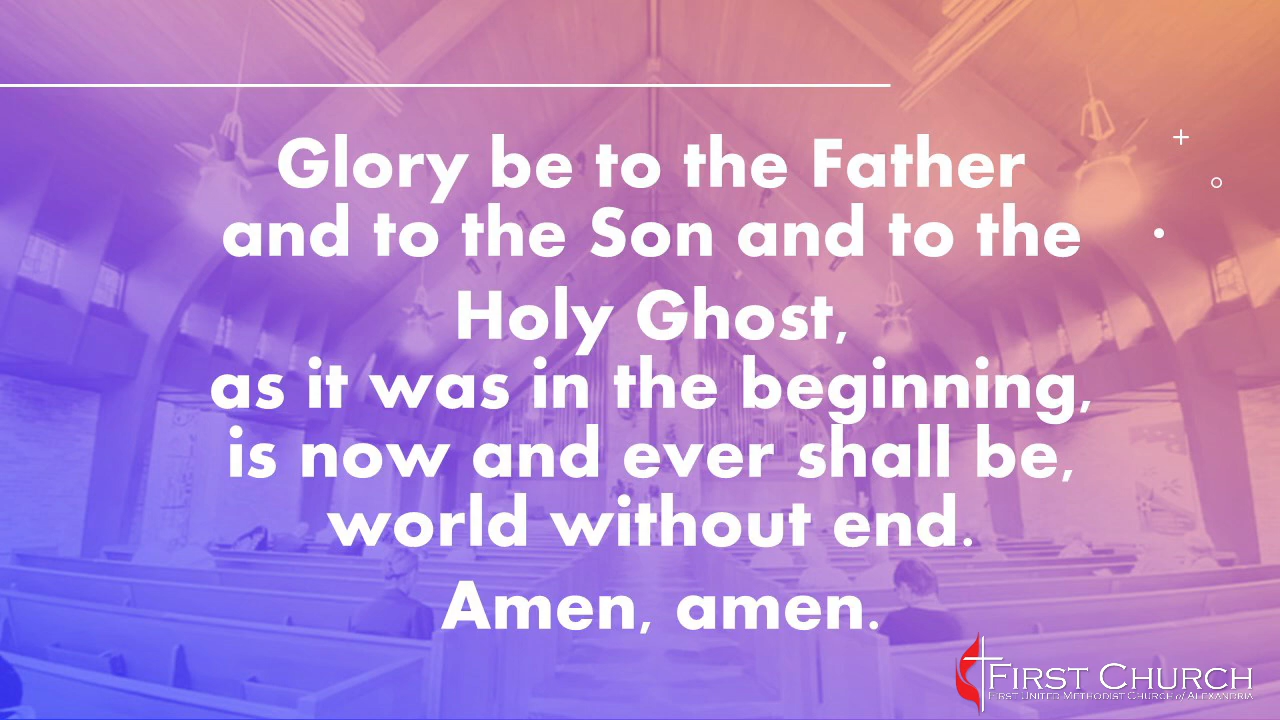 Glory be to the Father
and to the Son and to the
Holy Ghost,
as it was in the beginning,
is now and ever shall be,
world without end.
Amen, amen.
First Church
First United Methodist Church of Alexandria